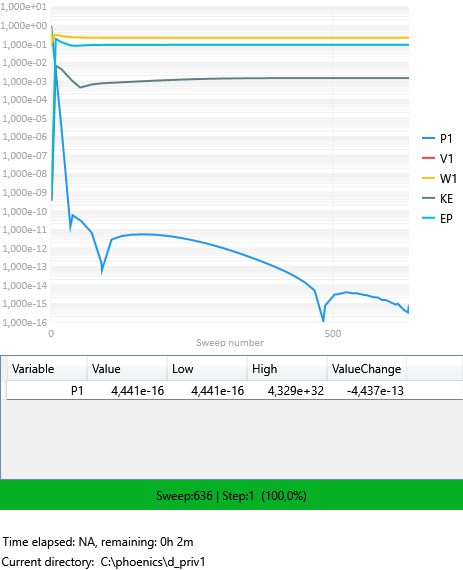 1,000e+01
1,000e+00
1,000e-01
1,000e-02
1,000e-03
1,000e-04
1,000e-05
1,000e-06
1,000e-07
1,000e-08
1,000e-09
1,000e-10
1,000e-11
1,000e-12
1,000e-13
1,000e-14
1,000e-15
1,000e-16
0 500
Sweep number
P1
V1
W1
KE
EP
Variable Value Low High ValueChange
P1 4,441e-16 4,441e-16 4,329e+32 -4,437e-13
Sweep:636 | Step:1 (100,0%)
Time elapsed: NA, remaining: 0h 2m
Current directory: C:\phoenics\d_priv1